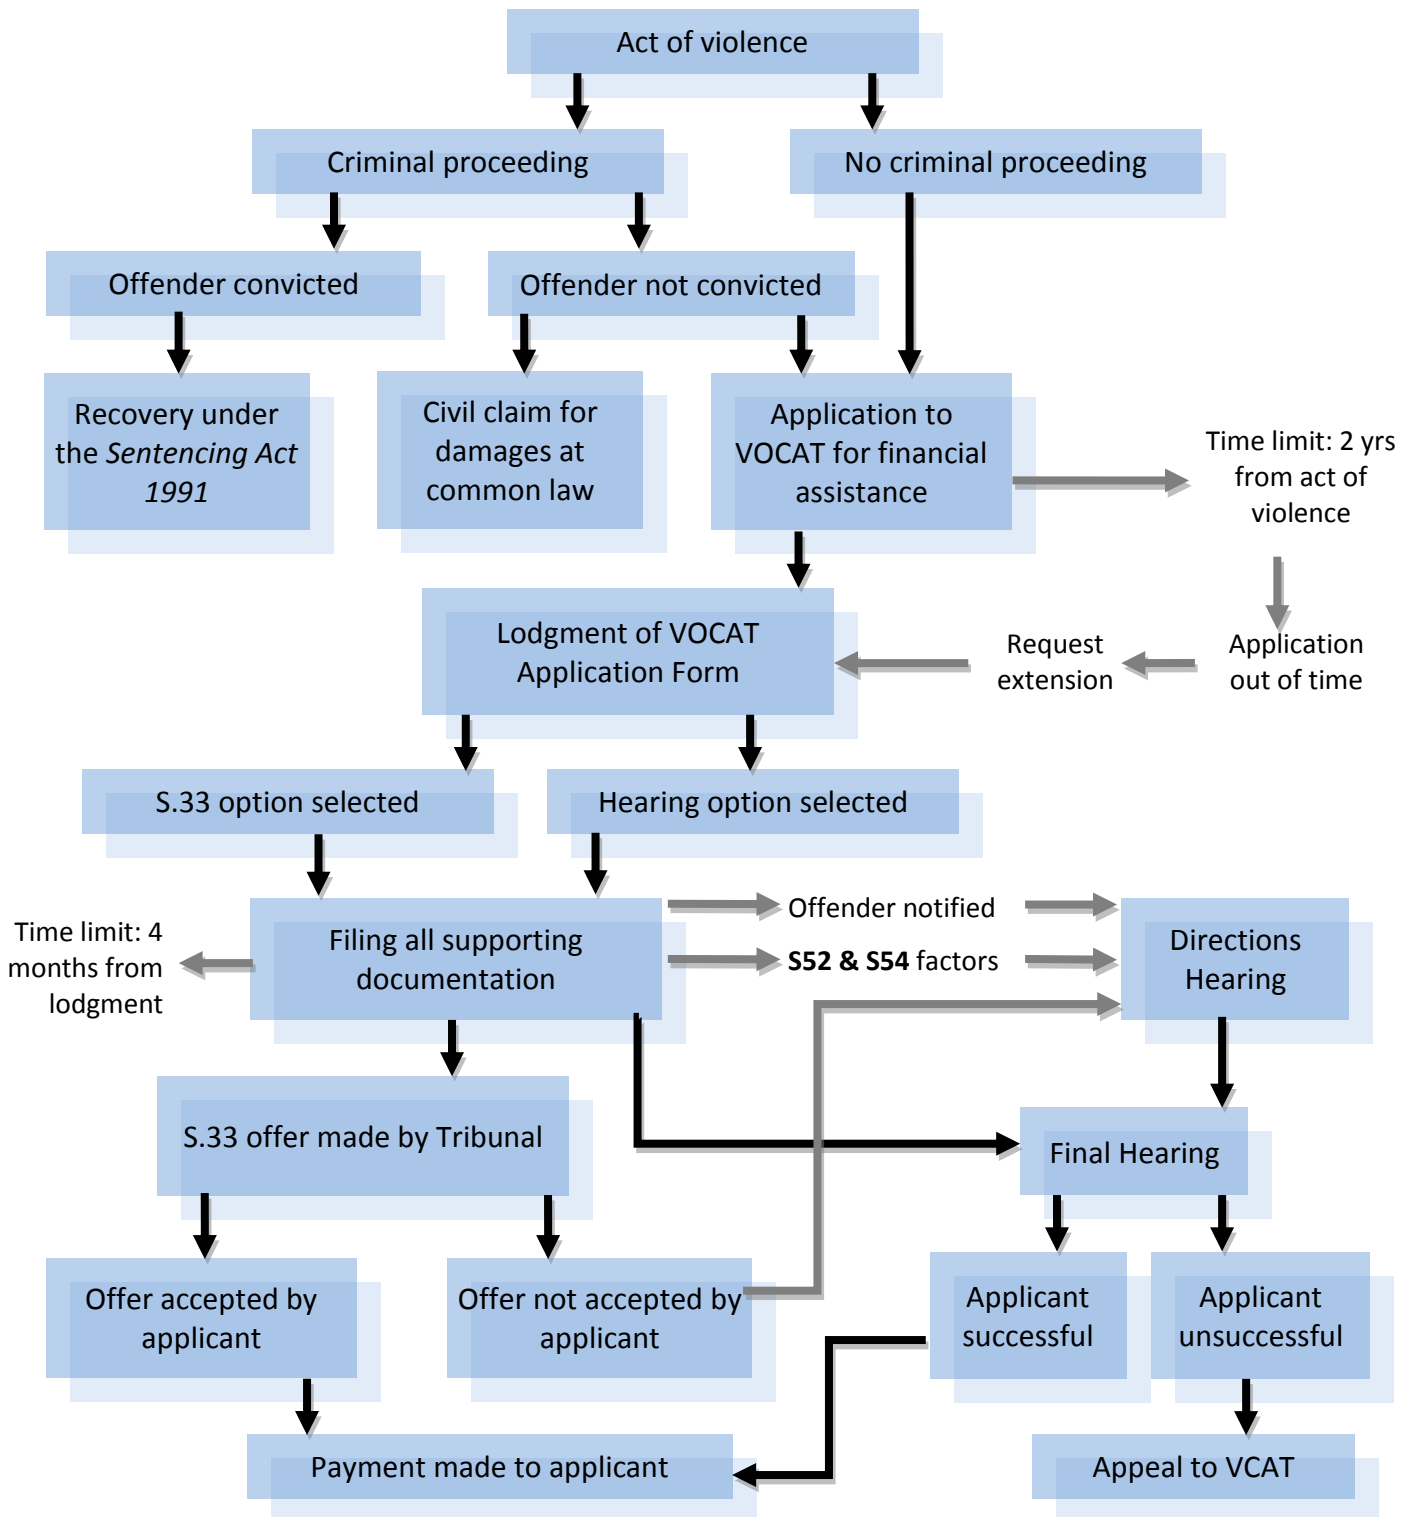 Act of violence
Criminal proceeding
No criminal proceeding
Offender convicted
Offender not convicted
Recovery under
the Sentencing Act
1991
Civil claim for
damages at
common law
Application to
VOCAT for financial
assistance
Time limit: 2 yrs
from act of
violence
Lodgment of VOCAT
Application Form
Request
extension
Application
out of time
S.33 option selected
Hearing option selected
Time limit: 4
months from
lodgment
Filing all supporting
documentation
Offender notified
S52 & S54 factors
Directions
Hearing
S.33 offer made by Tribunal
Final Hearing
Offer accepted by
applicant
Offer not accepted by
applicant
Applicant
successful
Applicant
unsuccessful
Payment made to applicant
Appeal to VCAT